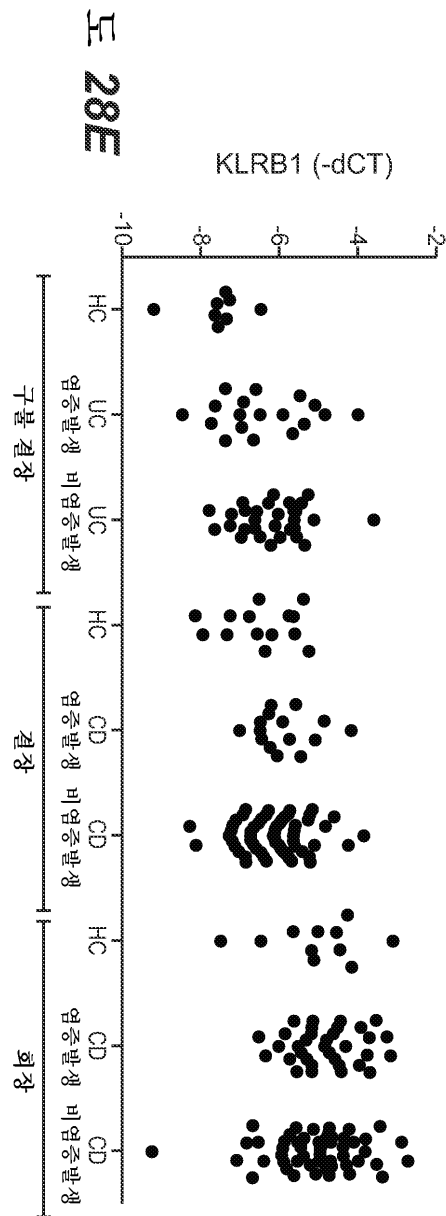 도 28E
KLRB1 (-dCT)
-2
-4
-6
-8
-10
HC
UC
염증발생
UC
비염증발생
HC
CD
염증발생
CD
비염증발생
HC
CD
염증발생
CD
비염증발생
구불 결장
결장
회장